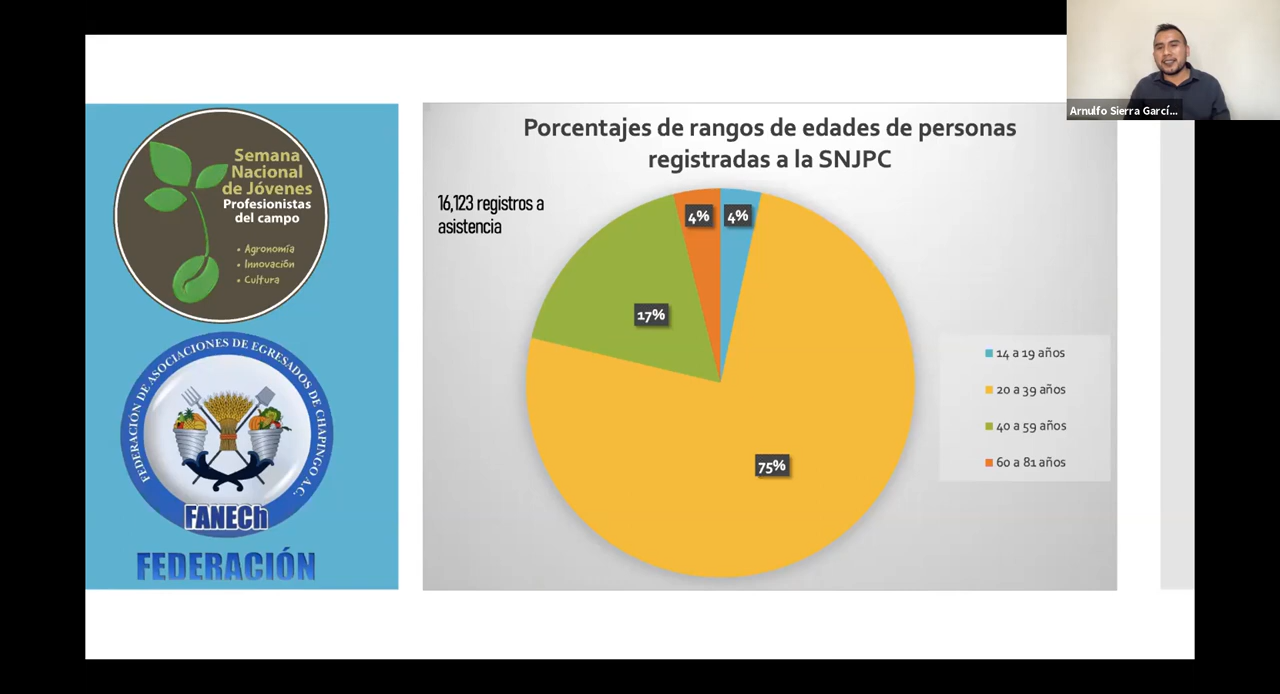 Arnulfo Sierra Garcí...
Semana
Nacional
de Jóvenes
Profesionistas
del campo
• Agronomía
• Innovación
• Cultura
FEDERACIÓN DE ASOCIACIONES DE EGRESADOS DE CHAPINGO A.C.
FANECh
FEDERACIÓN
Porcentajes de rangos de edades de personas
registradas a la SNJPC
16,123 registros a
asistencia
4%
4%
17%
75%
14 a 19 años
20 a 39 años
40 a 59 años
60 a 81 años